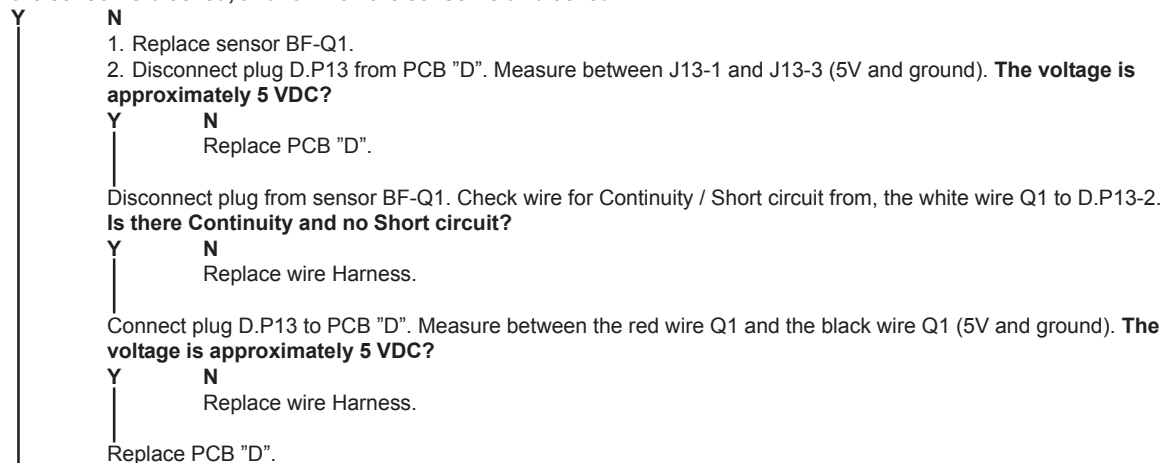 Y N
1. Replace sensor BF-Q1.
2. Disconnect plug D.P13 from PCB ”D”. Measure between J13-1 and J13-3 (5V and ground). The voltage is
approximately 5 VDC?
Y N
Replace PCB ”D”.
Disconnect plug from sensor BF-Q1. Check wire for Continuity / Short circuit from, the white wire Q1 to D.P13-2.
Is there Continuity and no Short circuit?
Y N
Replace wire Harness.
Connect plug D.P13 to PCB ”D”. Measure between the red wire Q1 and the black wire Q1 (5V and ground). The
voltage is approximately 5 VDC?
Y N
Replace wire Harness.
Replace PCB ”D”.